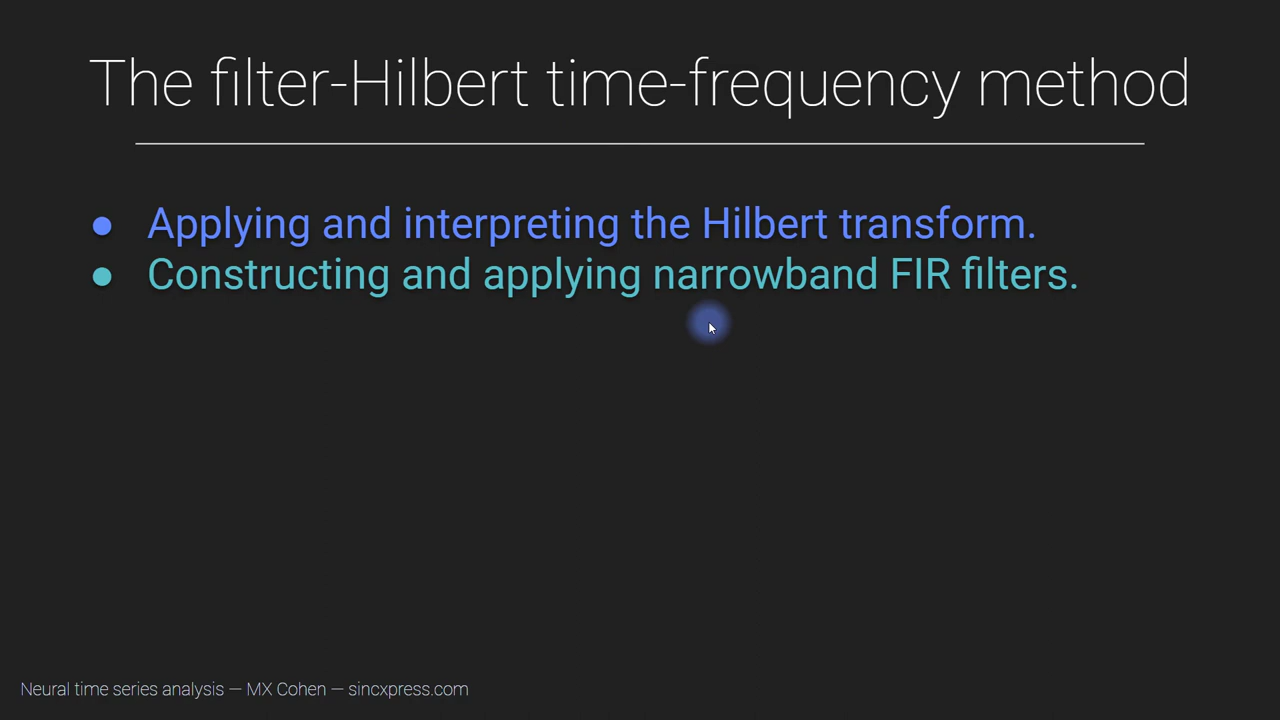 The filter-Hilbert time-frequency method
● Applying and interpreting the Hilbert transform.
● Constructing and applying narrowband FIR filters.
Neural time series analysis — MX Cohen — sincxpress.com